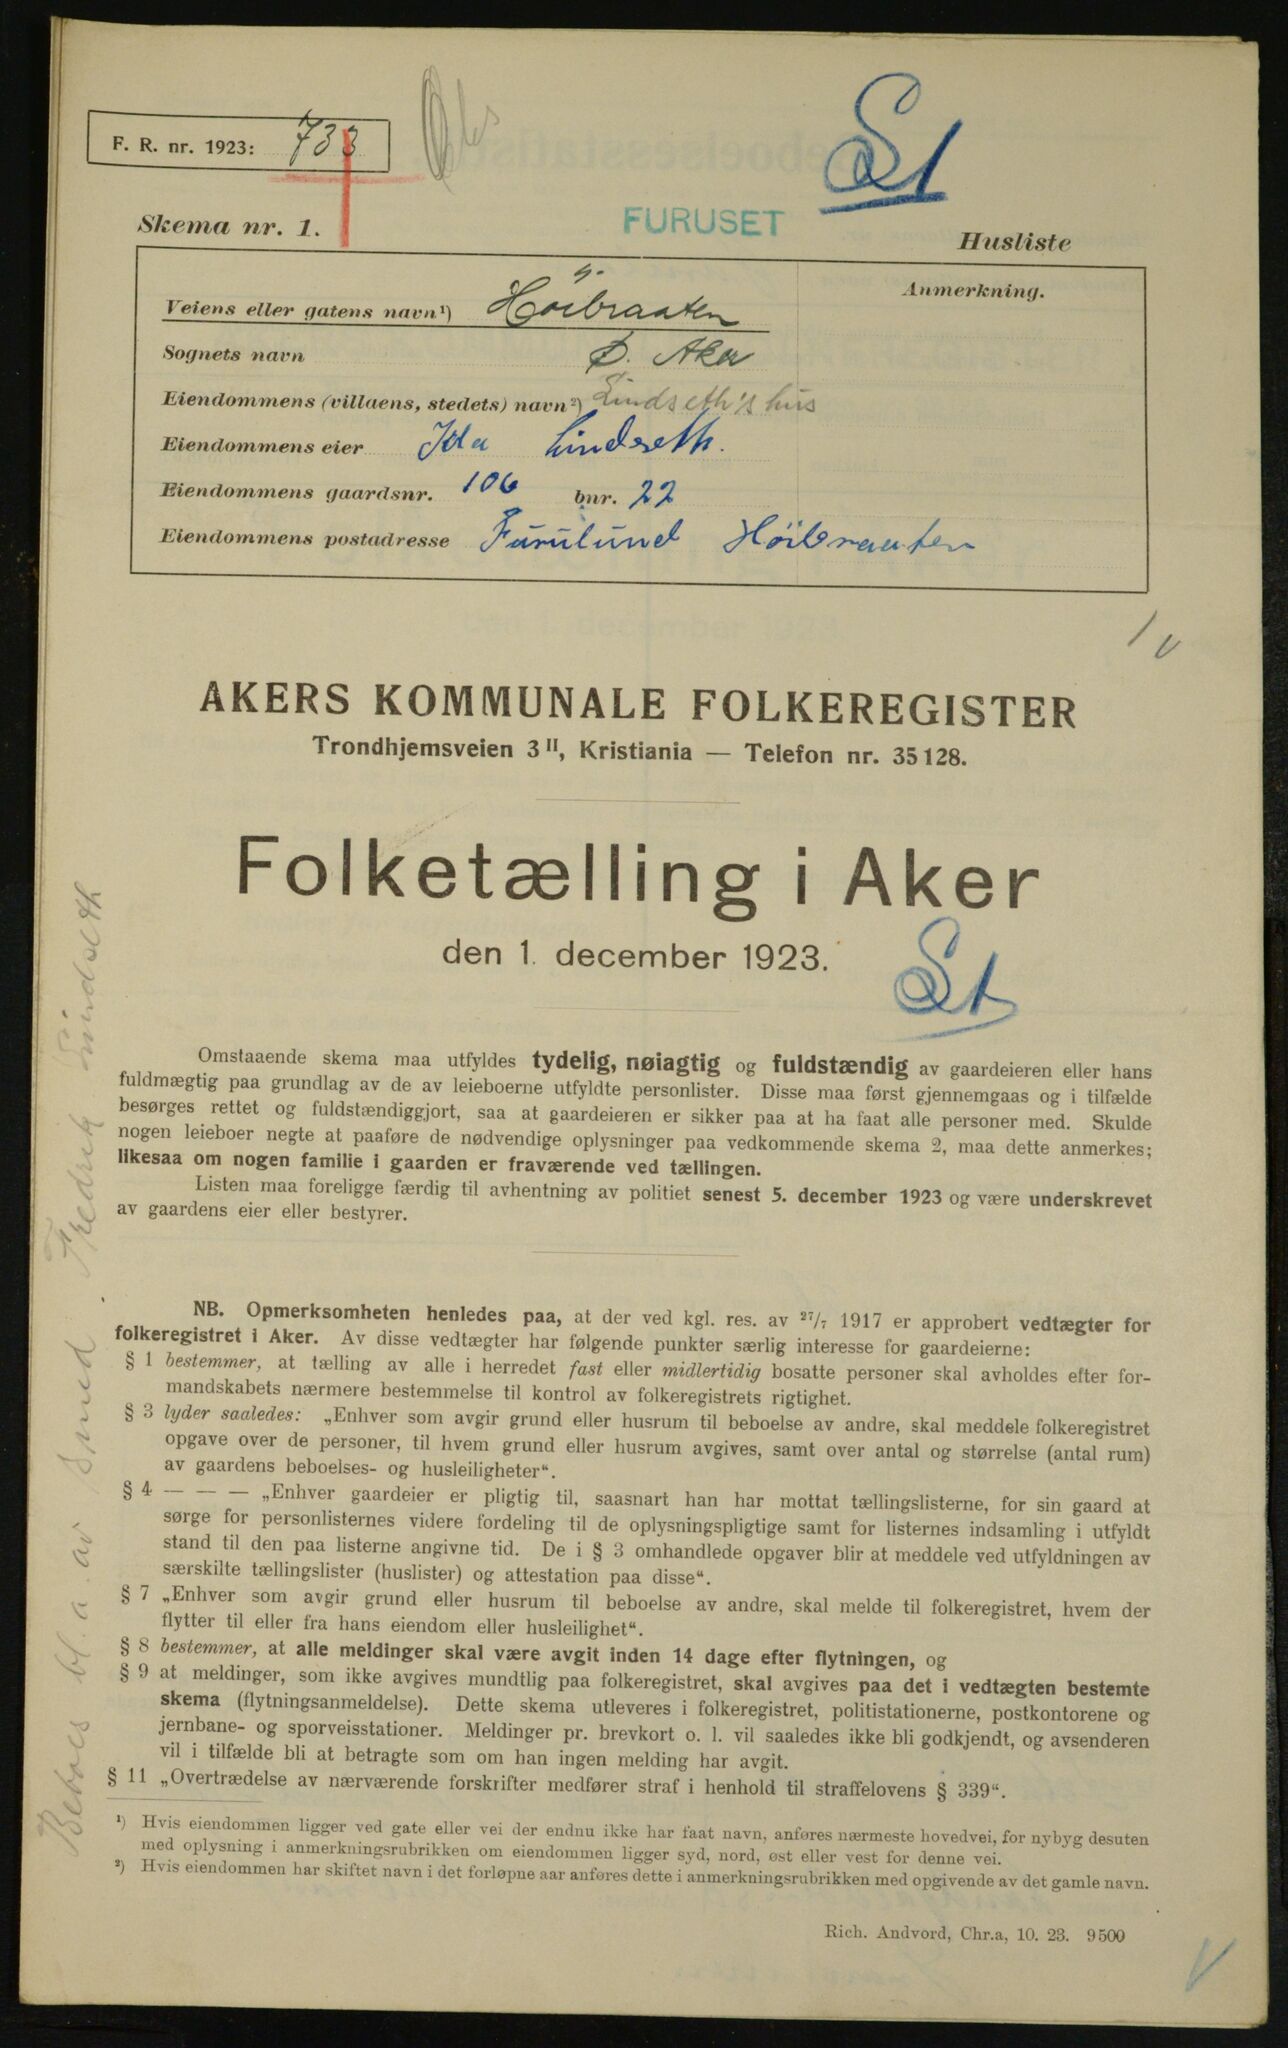 F. R. nr. 1923: 733
St
Skema nr. 1.
FURUSET
Husliste
Veiens eller gatens navn¹) Höibraaten
Anmerkning.
Sognets navn Ö. Aker
Eiendommens (villaens, stedets) navn²) Lindseth's hus
Eiendommens eier Ida Lindseth.
Eiendommens gaardsnr. 106 bnr. 22
Eiendommens postadresse Furulund Höibraaten
AKERS KOMMUNALE FOLKEREGISTER
Trondhjemsveien 3 II, Kristiania — Telefon nr. 35128.
Folketælling i Aker
den 1. december 1923.
St
Omstaaende skema maa utfyldes tydelig, nøiagtig og fuldstændig av gaardeieren eller hans
fuldmægtig paa grundlag av de av leieboerne utfyldte personlister. Disse maa først gjennemgaas og i tilfælde
besørges rettet og fuldstændiggjort, saa at gaardeieren er sikker paa at ha faat alle personer med. Skulde
nogen leieboer negte at paaføre de nødvendige oplysninger paa vedkommende skema 2, maa dette anmerkes;
likesaa om nogen familie i gaarden er fraværende ved tællingen.
Listen maa foreligge færdig til avhentning av politiet senest 5. december 1923 og være underskrevet
av gaardens eier eller bestyrer.
NB. Opmerksomheten henledes paa, at der ved kgl. res. av 27/7 1917 er approbert vedtægter for
folkeregistret i Aker. Av disse vedtægter har følgende punkter særlig interesse for gaardeierne:
§ 1 bestemmer, at tælling av alle i herredet fast eller midlertidig bosatte personer skal avholdes efter for-
mandskabets nærmere bestemmelse til kontrol av folkeregistrets rigtighet.
§ 3 lyder saaledes: „Enhver som avgir grund eller husrum til beboelse av andre, skal meddele folkeregistret
opgave over de personer, til hvem grund eller husrum avgives, samt over antal og størrelse (antal rum)
av gaardens beboelses- og husleiligheter“.
§ 4 — — — „Enhver gaardeier er pligtig til, saasnart han har mottat tællingslisterne, for sin gaard at
sørge for personlisternes videre fordeling til de oplysningspligtige samt for listernes indsamling i utfyldt
stand til den paa listerne angivne tid. De i § 3 omhandlede opgaver blir at meddele ved utfyldningen av
særskilte tællingslister (huslister) og attestation paa disse“.
§ 7 „Enhver som avgir grund eller husrum til beboelse av andre, skal melde til folkeregistret, hvem der
flytter til eller fra hans eiendom eller husleilighet“.
§ 8 bestemmer, at alle meldinger skal være avgit inden 14 dage efter flytningen, og
§ 9 at meldinger, som ikke avgives mundtlig paa folkeregistret, skal avgives paa det i vedtægten bestemte
skema (flytningsanmeldelse). Dette skema utleveres i folkeregistret, politistationerne, postkontorene og
jernbane- og sporveisstationer. Meldinger pr. brevkort o. l. vil saaledes ikke bli godkjendt, og avsenderen
vil i tilfælde bli at betragte som om han ingen melding har avgit.
§ 11 „Overtrædelse av nærværende forskrifter medfører straf i henhold til straffelovens § 339“.
¹) Hvis eiendommen ligger ved gate eller vei der endnu ikke har faat navn, anføres nærmeste hovedvei, for nybyg desuten
med oplysning i anmerkningsrubrikken om eiendommen ligger syd, nord, øst eller vest for denne vei.
²) Hvis eiendommen har skiftet navn i det forløpne aar anføres dette i anmerkningsrubrikken med opgivende av det gamle navn.
Rich. Andvord, Chr.a, 10. 23. 9500
Beboes bl. a. av Smed. Fredrik Lindseth